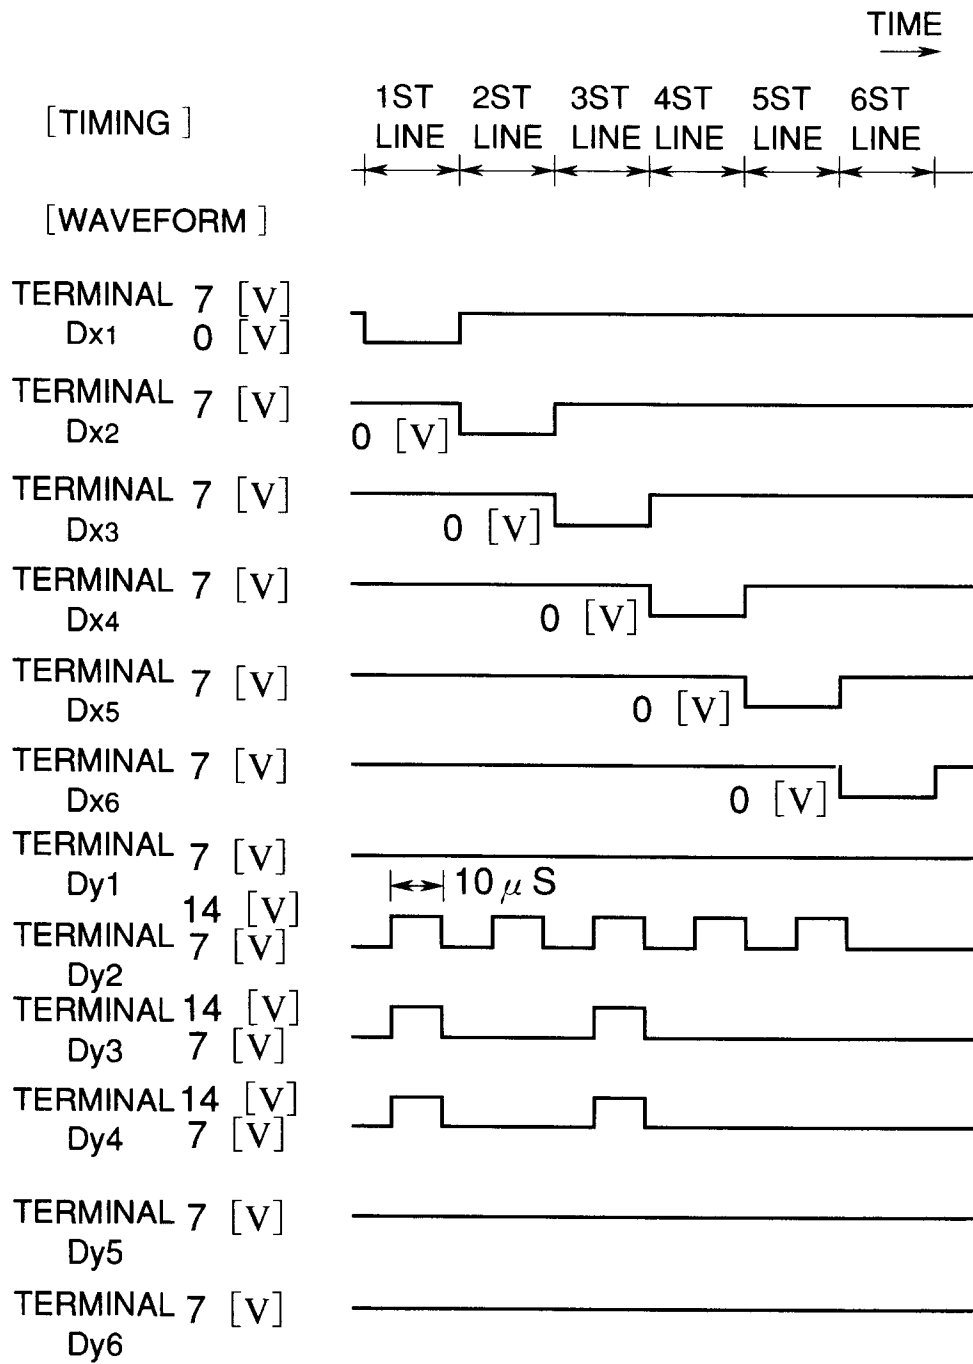 TIME
[TIMING ]
1ST 2ST 3ST 4ST 5ST 6ST
LINE LINE LINE LINE LINE LINE
[WAVEFORM ]
TERMINAL 7 [V]
Dx1 0 [V]
TERMINAL 7 [V]
Dx2 0 [V]
TERMINAL 7 [V]
Dx3 0 [V]
TERMINAL 7 [V]
Dx4 0 [V]
TERMINAL 7 [V]
Dx5 0 [V]
TERMINAL 7 [V]
Dx6 0 [V]
TERMINAL 7 [V]
Dy1 10 μ S
14 [V]
TERMINAL 7 [V]
Dy2
TERMINAL 14 [V]
Dy3 7 [V]
TERMINAL 14 [V]
Dy4 7 [V]
TERMINAL 7 [V]
Dy5
TERMINAL 7 [V]
Dy6